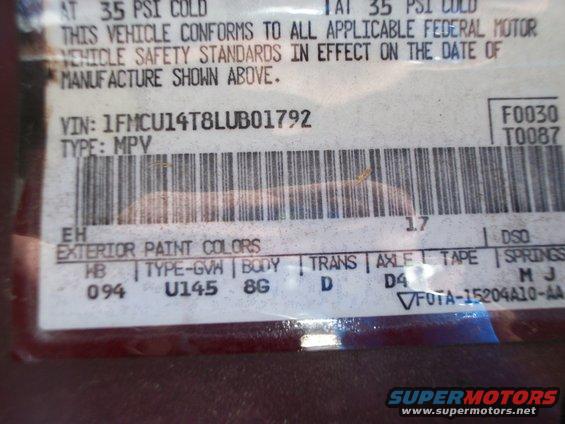 AT 35 PSI COLD /AT 35 PSI COLD
THIS VEHICLE CONFORMS TO ALL APPLICABLE FEDERAL MOTOR
VEHICLE SAFETY STANDARDS IN EFFECT ON THE DATE OF
MANUFACTURE SHOWN ABOVE.
VIN: 1FMCU14T8LUB01792 F0030
TYPE: MPV T0087
EH 17
EXTERIOR PAINT COLORS DSO
WB TYPE-GVW BODY TRANS AXLE TAPE SPRINGS
094 U145 8G D D4 M J
F0TA-15204A10-AA
SUPERMOTORS
www.supermotors.net